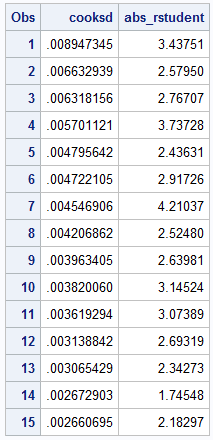 Obs cooksd abs_rstudent
1 .008947345 3.43751
2 .006632939 2.57950
3 .006318156 2.76707
4 .005701121 3.73728
5 .004795642 2.43631
6 .004722105 2.91726
7 .004546906 4.21037
8 .004206862 2.52480
9 .003963405 2.63981
10 .003820060 3.14524
11 .003619294 3.07389
12 .003138842 2.69319
13 .003065429 2.34273
14 .002672903 1.74548
15 .002660695 2.18297